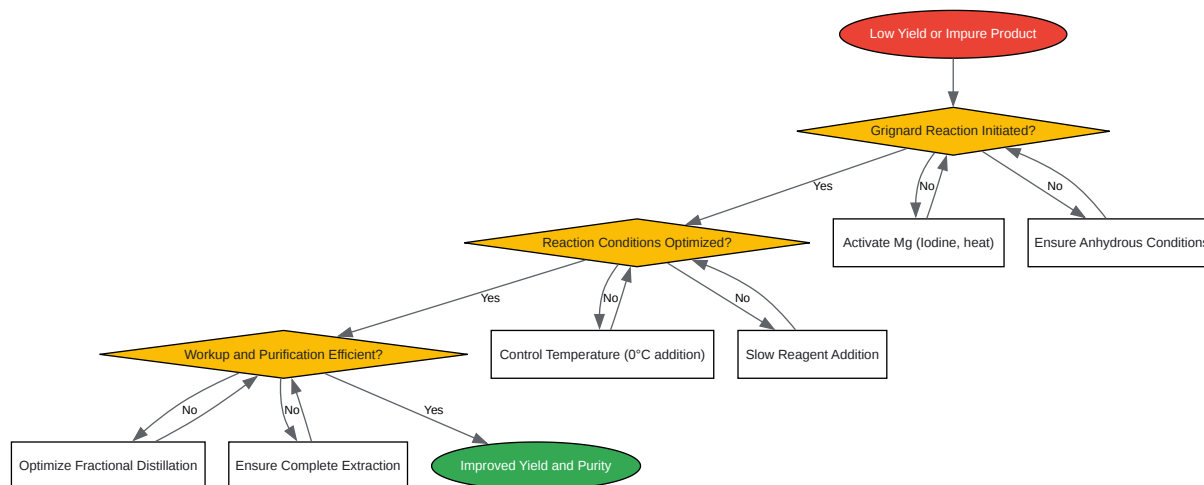 Low Yield or Impure Product
Grignard Reaction Initiated?
Yes
No
No
Reaction Conditions Optimized?
Activate Mg (Iodine, heat)
Ensure Anhydrous Conditions
Yes
No
No
Workup and Purification Efficient?
Control Temperature (0°C addition)
Slow Reagent Addition
No
No
Yes
Optimize Fractional Distillation
Ensure Complete Extraction
Improved Yield and Purity